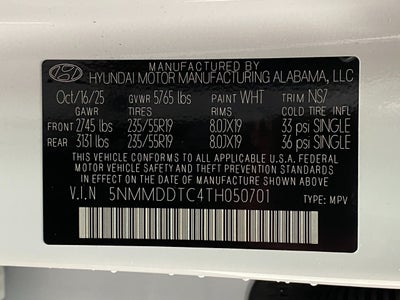 MANUFACTURED BY
HYUNDAI MOTOR MANUFACTURING ALABAMA, LLC
Oct/16/25 GVWR 5765 lbs PAINT WHT TRIM NS7
GAWR TIRES RIMS COLD TIRE INFL
FRONT 2745 lbs 235/55R19 8.0JX19 33 psi SINGLE
REAR 3131 lbs 235/55R19 8.0JX19 36 psi SINGLE
THIS VEHICLE CONFORMS TO ALL APPLICABLE U.S.A. FEDERAL
MOTOR VEHICLE SAFETY AND THEFT PREVENTION STANDARDS
IN EFFECT ON THE DATE OF MANUFACTURE SHOWN ABOVE.
V.I.N 5NMMDDTC4TH050701
TYPE: MPV